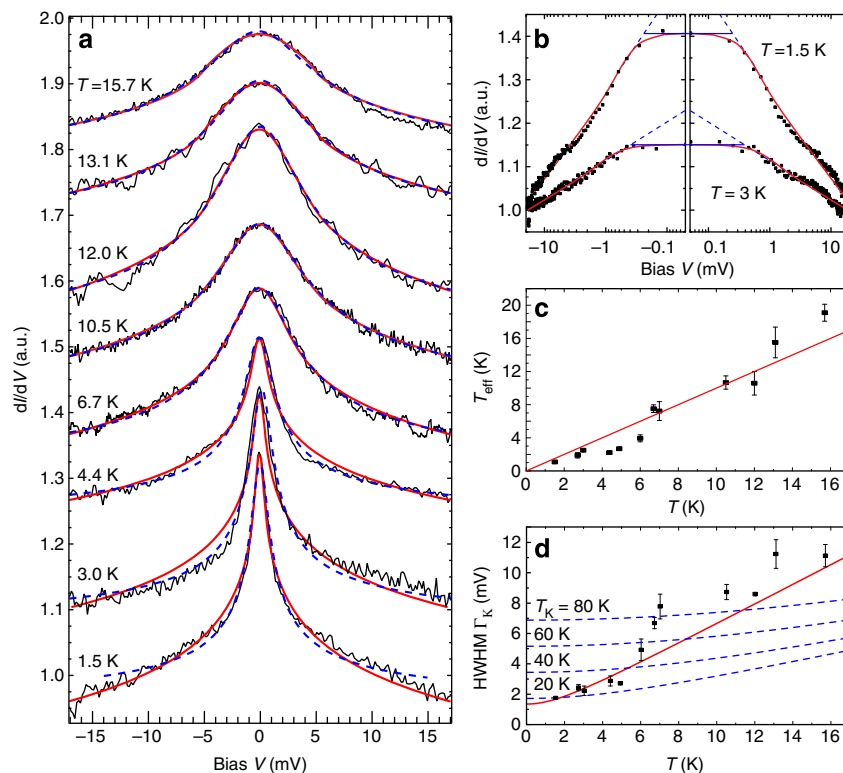 a
2.0
1.9
1.8
1.7
1.6
1.5
1.4
1.3
1.2
1.1
1.0
dI/dV (a.u.)
T = 15.7 K
13.1 K
12.0 K
10.5 K
6.7 K
4.4 K
3.0 K
1.5 K
−15 −10 −5 0 5 10 15
Bias V (mV)
b
1.4
1.3
1.2
1.1
1.0
dI/dV (a.u.)
T = 1.5 K
T = 3 K
−10 −1 −0.1 0.1 1 10
Bias V (mV)
c
20
16
12
8
4
0
Teff (K)
0 2 4 6 8 10 12 14 16
T (K)
d
12
10
8
6
4
2
0
HWHM ΓK (mV)
TK = 80 K
60 K
40 K
20 K
0 2 4 6 8 10 12 14 16
T (K)